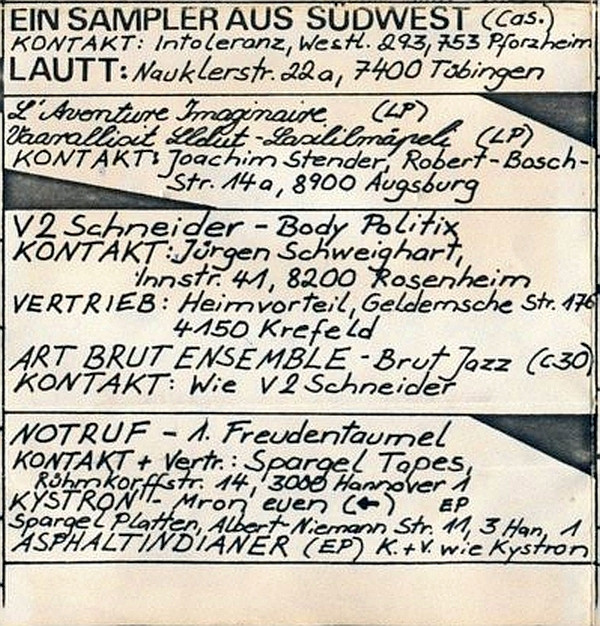 EIN SAMPLER AUS SÜDWEST (Cas.)
KONTAKT: Intoleranz, Westl. 293, 753 Pforzheim
LAUTT: Nauklerstr. 22a, 7400 Tübingen
L'Aventure Imaginaire (LP)
(LP)
KONTAKT: Joachim Stender, Robert-Bosch-
Str. 14a, 8900 Augsburg
V2 Schneider - Body Politix
KONTAKT: Jürgen Schweighart,
Innstr. 41, 8200 Rosenheim
VERTRIEB: Heimvorteil, Geldernsche Str. 176
4150 Krefeld
ART BRUT ENSEMBLE - Brut Jazz (c30)
KONTAKT: Wie V2 Schneider
NOTRUF - 1. Freudentaumel
KONTAKT + Vertr.: Spargel Tapes,
Rühmkorffstr. 14, 3000 Hannover 1
KYSTRON - Mron even (←) EP
Spargel Platten, Albert-Niemann Str. 11, 3 Han, 1
ASPHALTINDIANER (EP) K. + V. wie Kystron